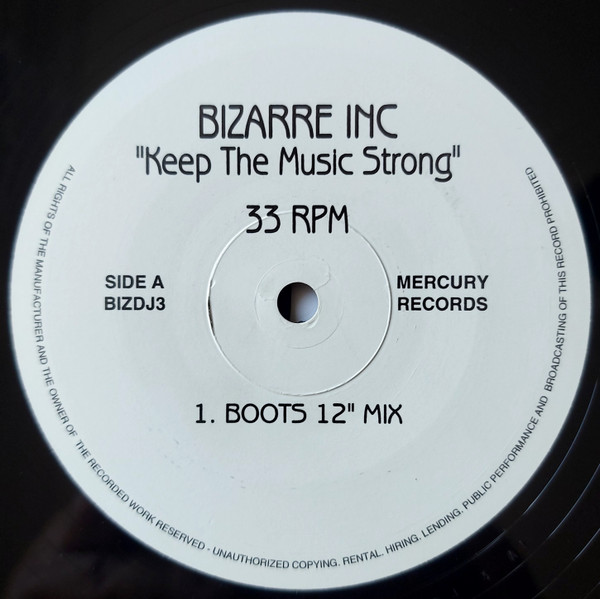 BIZARRE INC
"Keep The Music Strong"
33 RPM
SIDE A
BIZDJ3
MERCURY
RECORDS
1. BOOTS 12" MIX
ALL RIGHTS OF THE MANUFACTURER AND THE OWNER OF THE RECORDED WORK RESERVED - UNAUTHORIZED COPYING. RENTAL. HIRING. LENDING. PUBLIC PERFORMANCE AND BROADCASTING OF THIS RECORD PROHIBITED